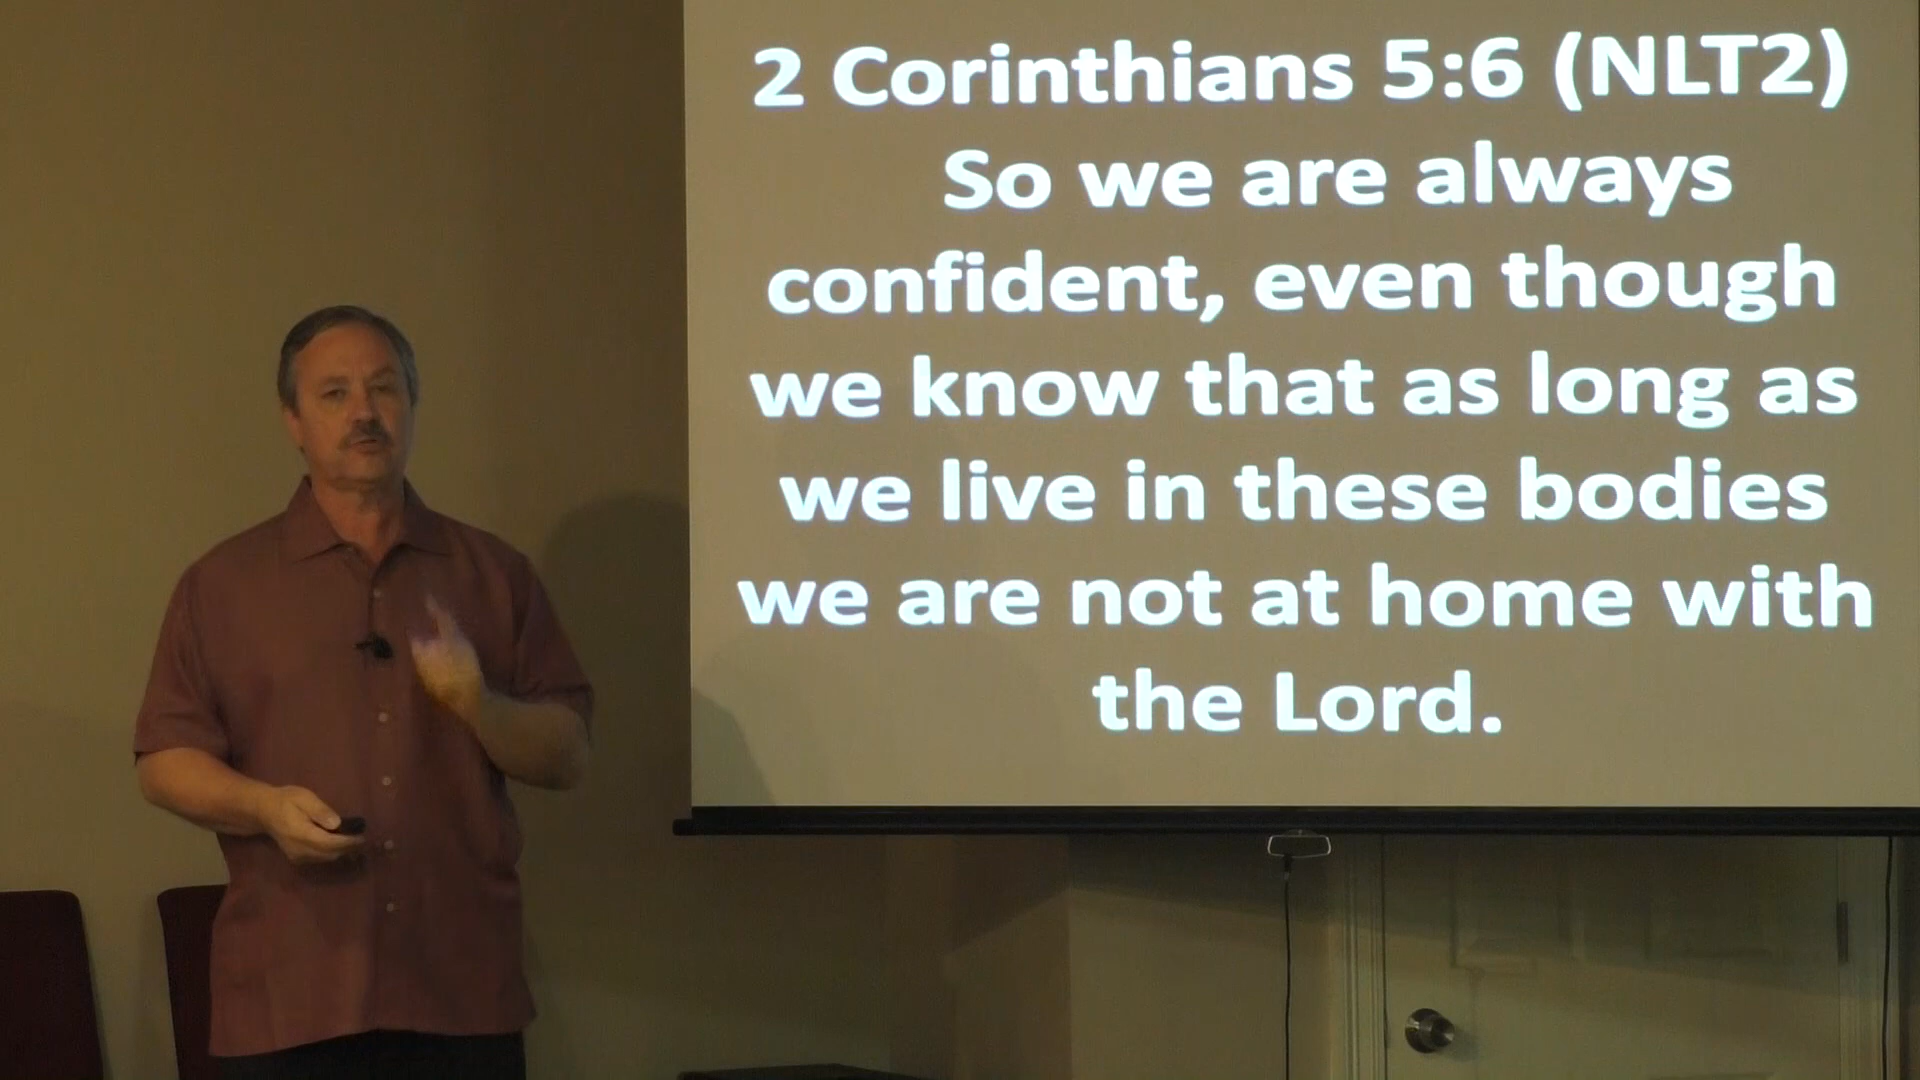 2 Corinthians 5:6 (NLT2)
So we are always
confident, even though
we know that as long as
we live in these bodies
we are not at home with
the Lord.